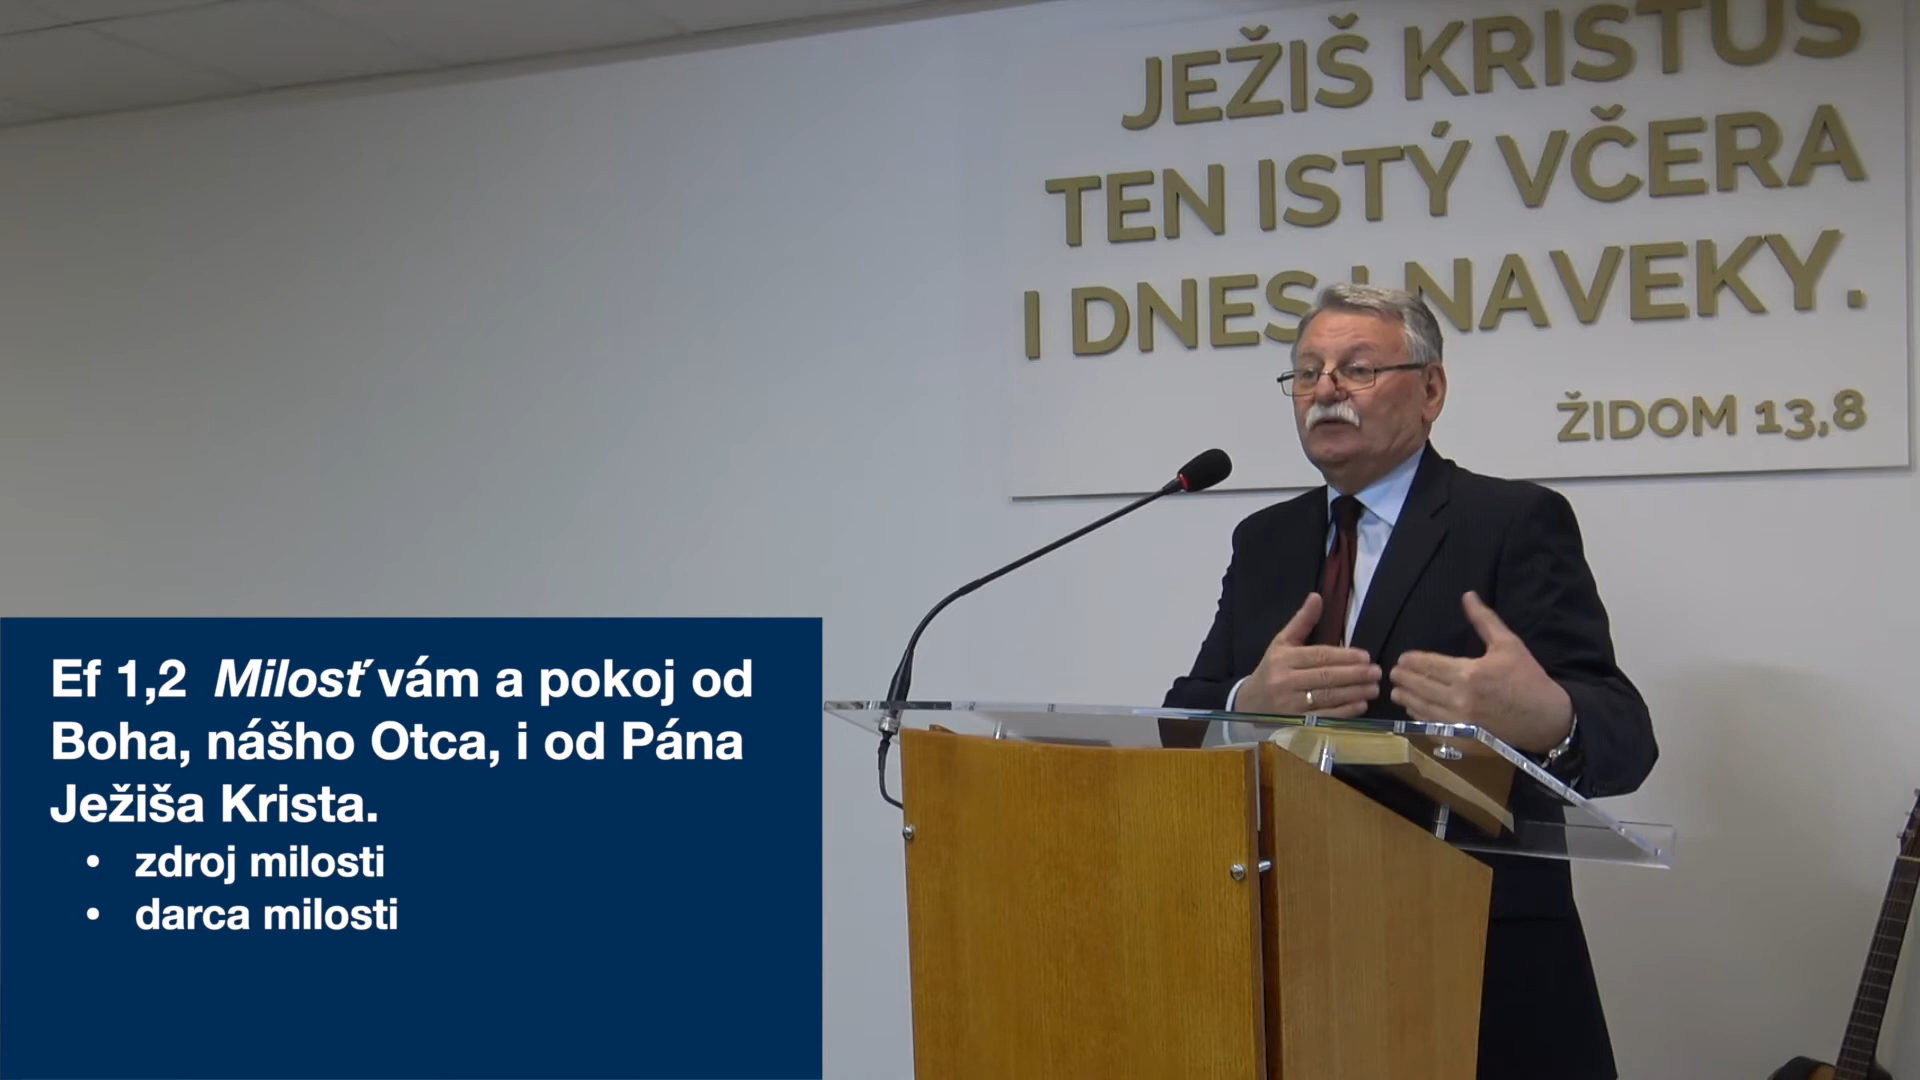 JEŽIŠ KRISTUS
TEN ISTÝ VČERA
I DNES I NAVEKY.
ŽIDOM 13,8
Ef 1,2 Milosť vám a pokoj od
Boha, nášho Otca, i od Pána
Ježiša Krista.
• zdroj milosti
• darca milosti